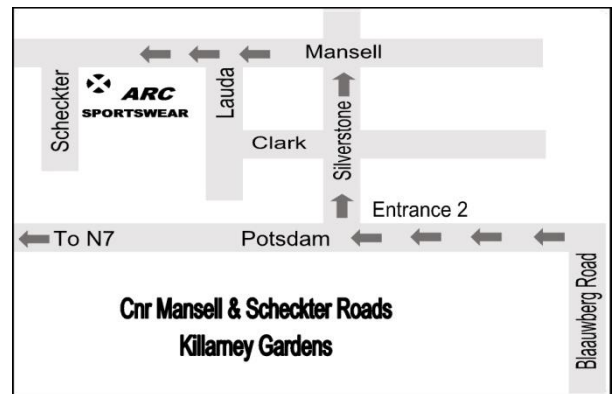 Mansell
Scheckter
ARC
SPORTSWEAR
Lauda
Clark
Silverstone
Entrance 2
To N7
Potsdam
Blaauwberg Road
Cnr Mansell & Scheckter Roads
Killarney Gardens